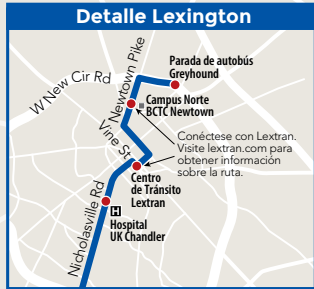 Detalle Lexington
Parada de autobús
Greyhound
W New Cir Rd
Newtown Pike
Campus Norte
BCTC Newtown
Vine St
Conéctese con Lextran.
Visite lextran.com para
obtener información
sobre la ruta.
Centro
de Tránsito
Lextran
Nicholasville Rd
H
Hospital
UK Chandler